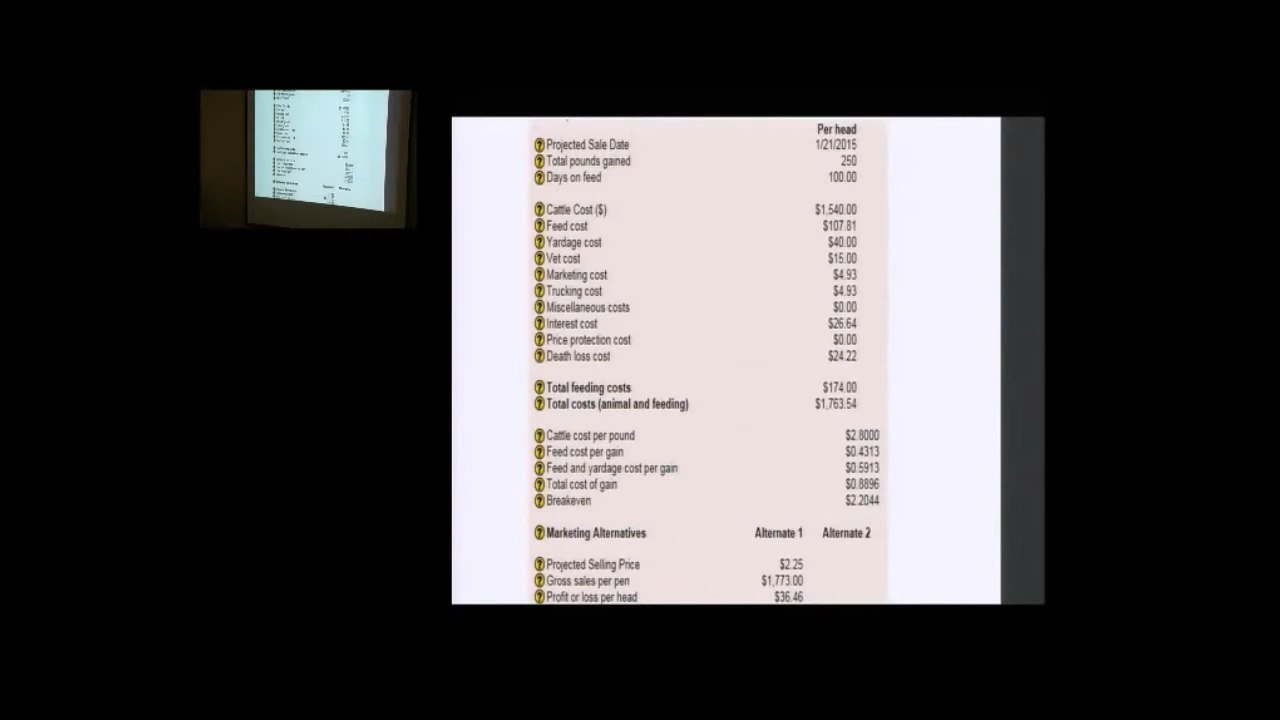 Per head
Projected Sale Date 1/21/2015
Total pounds gained 250
Days on feed 100.00
Cattle Cost ($) $1,540.00
Feed cost $107.81
Yardage cost $40.00
Vet cost $15.00
Marketing cost $4.93
Trucking cost $4.93
Miscellaneous costs $0.00
Interest cost $26.64
Price protection cost $0.00
Death loss cost $24.22
Total feeding costs $174.00
Total costs (animal and feeding) $1,763.54
Cattle cost per pound $2.8000
Feed cost per gain $0.4313
Feed and yardage cost per gain $0.5913
Total cost of gain $0.8896
Breakeven $2.2044
Marketing Alternatives Alternate 1 Alternate 2
Projected Selling Price $2.25
Gross sales per pen $1,773.00
Profit or loss per head $36.46